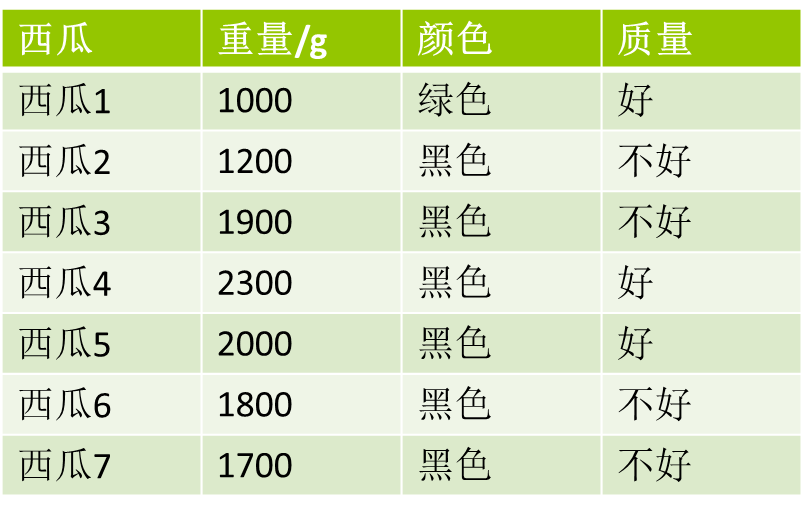 西瓜 重量/g 颜色 质量
西瓜1 1000 绿色 好
西瓜2 1200 黑色 不好
西瓜3 1900 黑色 不好
西瓜4 2300 黑色 好
西瓜5 2000 黑色 好
西瓜6 1800 黑色 不好
西瓜7 1700 黑色 不好